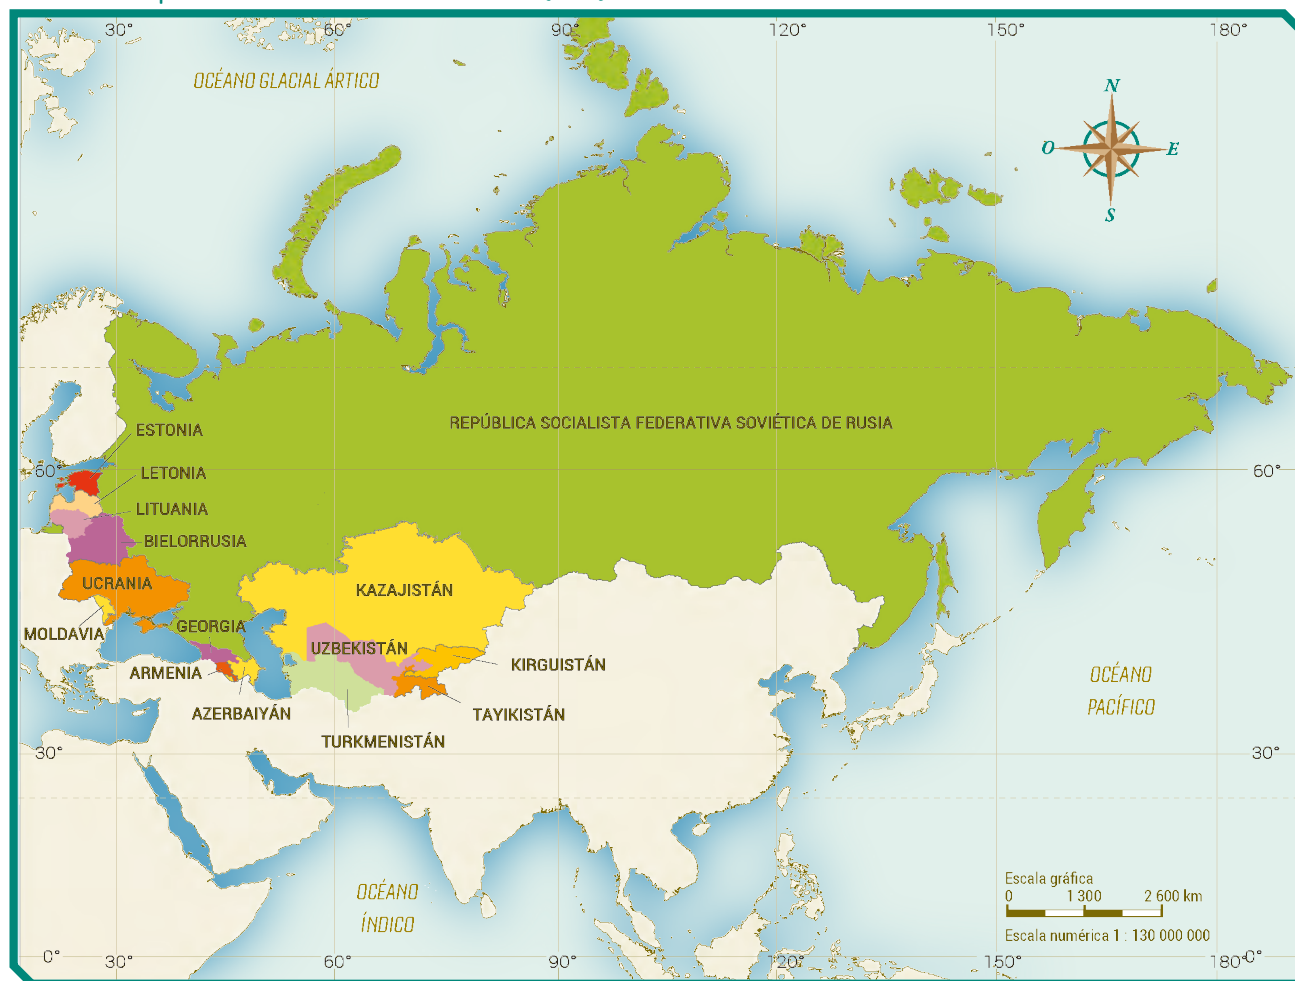 30°
60°
90°
120°
150°
180°
OCÉANO GLACIAL ÁRTICO
N
O
E
S
REPÚBLICA SOCIALISTA FEDERATIVA SOVIÉTICA DE RUSIA
ESTONIA
60°
60°
LETONIA
LITUANIA
BIELORRUSIA
UCRANIA
KAZAJISTÁN
MOLDAVIA
GEORGIA
UZBEKISTÁN
KIRGUISTÁN
ARMENIA
AZERBAIYÁN
TAYIKISTÁN
TURKMENISTÁN
OCÉANO
PACÍFICO
30°
30°
OCÉANO
ÍNDICO
Escala gráfica
0 1 300 2 600 km
Escala numérica 1 : 130 000 000
0°
30°
60°
90°
120°
150°
180°
0°